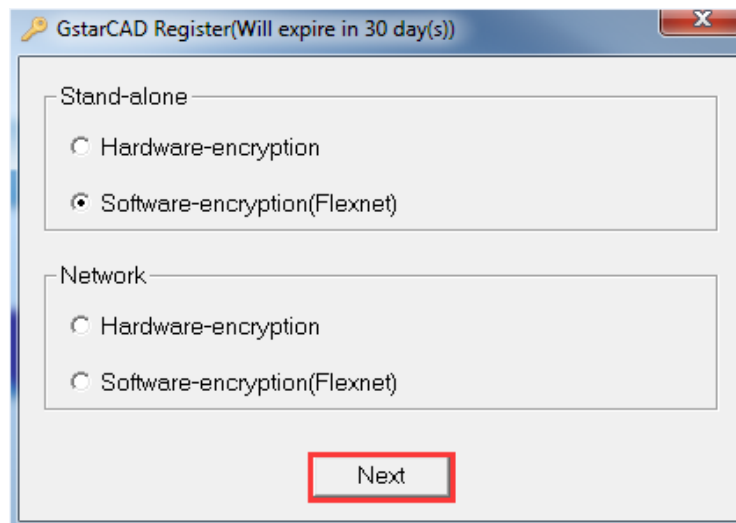 GstarCAD Register(Will expire in 30 day(s))
Stand-alone
Hardware-encryption
Software-encryption(Flexnet)
Network
Hardware-encryption
Software-encryption(Flexnet)
Next